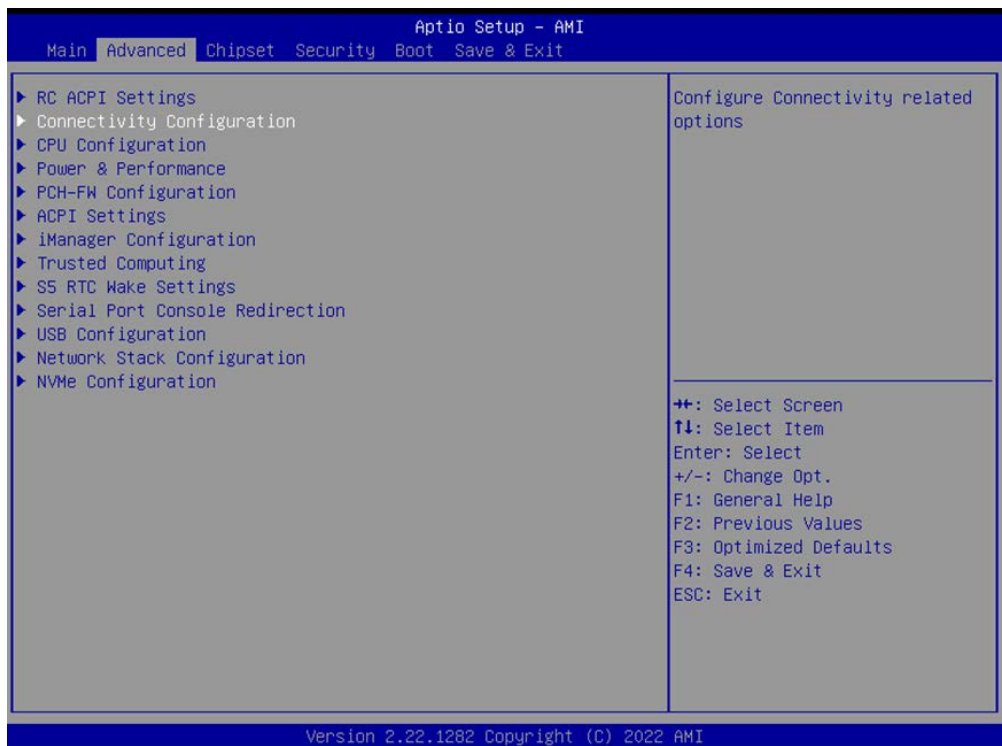 Aptio Setup – AMI
Main Advanced Chipset Security Boot Save & Exit
▶ RC ACPI Settings
▶ Connectivity Configuration
▶ CPU Configuration
▶ Power & Performance
▶ PCH-FW Configuration
▶ ACPI Settings
▶ iManager Configuration
▶ Trusted Computing
▶ S5 RTC Wake Settings
▶ Serial Port Console Redirection
▶ USB Configuration
▶ Network Stack Configuration
▶ NVMe Configuration
Configure Connectivity related
options
→←: Select Screen
↑↓: Select Item
Enter: Select
+/-: Change Opt.
F1: General Help
F2: Previous Values
F3: Optimized Defaults
F4: Save & Exit
ESC: Exit
Version 2.22.1282 Copyright (C) 2022 AMI